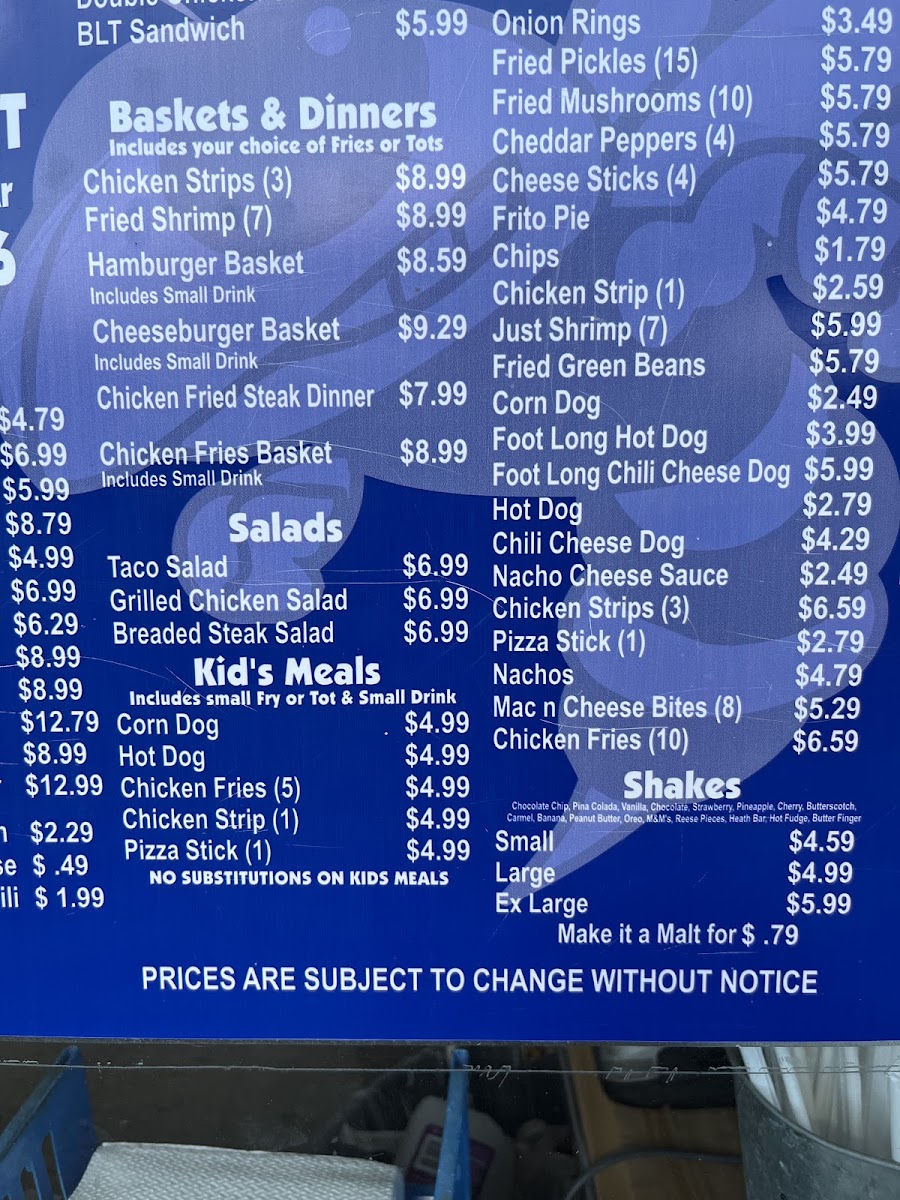 BLT Sandwich $5.99
Baskets & Dinners
Includes your choice of Fries or Tots
Chicken Strips (3) $8.99
Fried Shrimp (7) $8.99
Hamburger Basket $8.59
Includes Small Drink
Cheeseburger Basket $9.29
Includes Small Drink
Chicken Fried Steak Dinner $7.99
Chicken Fries Basket $8.99
Includes Small Drink
Salads
Taco Salad $6.99
Grilled Chicken Salad $6.99
Breaded Steak Salad $6.99
Kid's Meals
Includes small Fry or Tot & Small Drink
Corn Dog $4.99
Hot Dog $4.99
Chicken Fries (5) $4.99
Chicken Strip (1) $4.99
Pizza Stick (1) $4.99
NO SUBSTITUTIONS ON KIDS MEALS
$4.79
$6.99
$5.99
$8.79
$4.99
$6.99
$6.29
$8.99
$8.99
$12.79
$8.99
$12.99
$2.29
$ .49
$ 1.99
Onion Rings $3.49
Fried Pickles (15) $5.79
Fried Mushrooms (10) $5.79
Cheddar Peppers (4) $5.79
Cheese Sticks (4) $5.79
Frito Pie $4.79
Chips $1.79
Chicken Strip (1) $2.59
Just Shrimp (7) $5.99
Fried Green Beans $5.79
Corn Dog $2.49
Foot Long Hot Dog $3.99
Foot Long Chili Cheese Dog $5.99
Hot Dog $2.79
Chili Cheese Dog $4.29
Nacho Cheese Sauce $2.49
Chicken Strips (3) $6.59
Pizza Stick (1) $2.79
Nachos $4.79
Mac n Cheese Bites (8) $5.29
Chicken Fries (10) $6.59
Shakes
Chocolate Chip, Pina Colada, Vanilla, Chocolate, Strawberry, Pineapple, Cherry, Butterscotch,
Carmel, Banana, Peanut Butter, Oreo, M&M's, Reese Pieces, Heath Bar, Hot Fudge, Butter Finger
Small $4.59
Large $4.99
Ex Large $5.99
Make it a Malt for $ .79
PRICES ARE SUBJECT TO CHANGE WITHOUT NOTICE